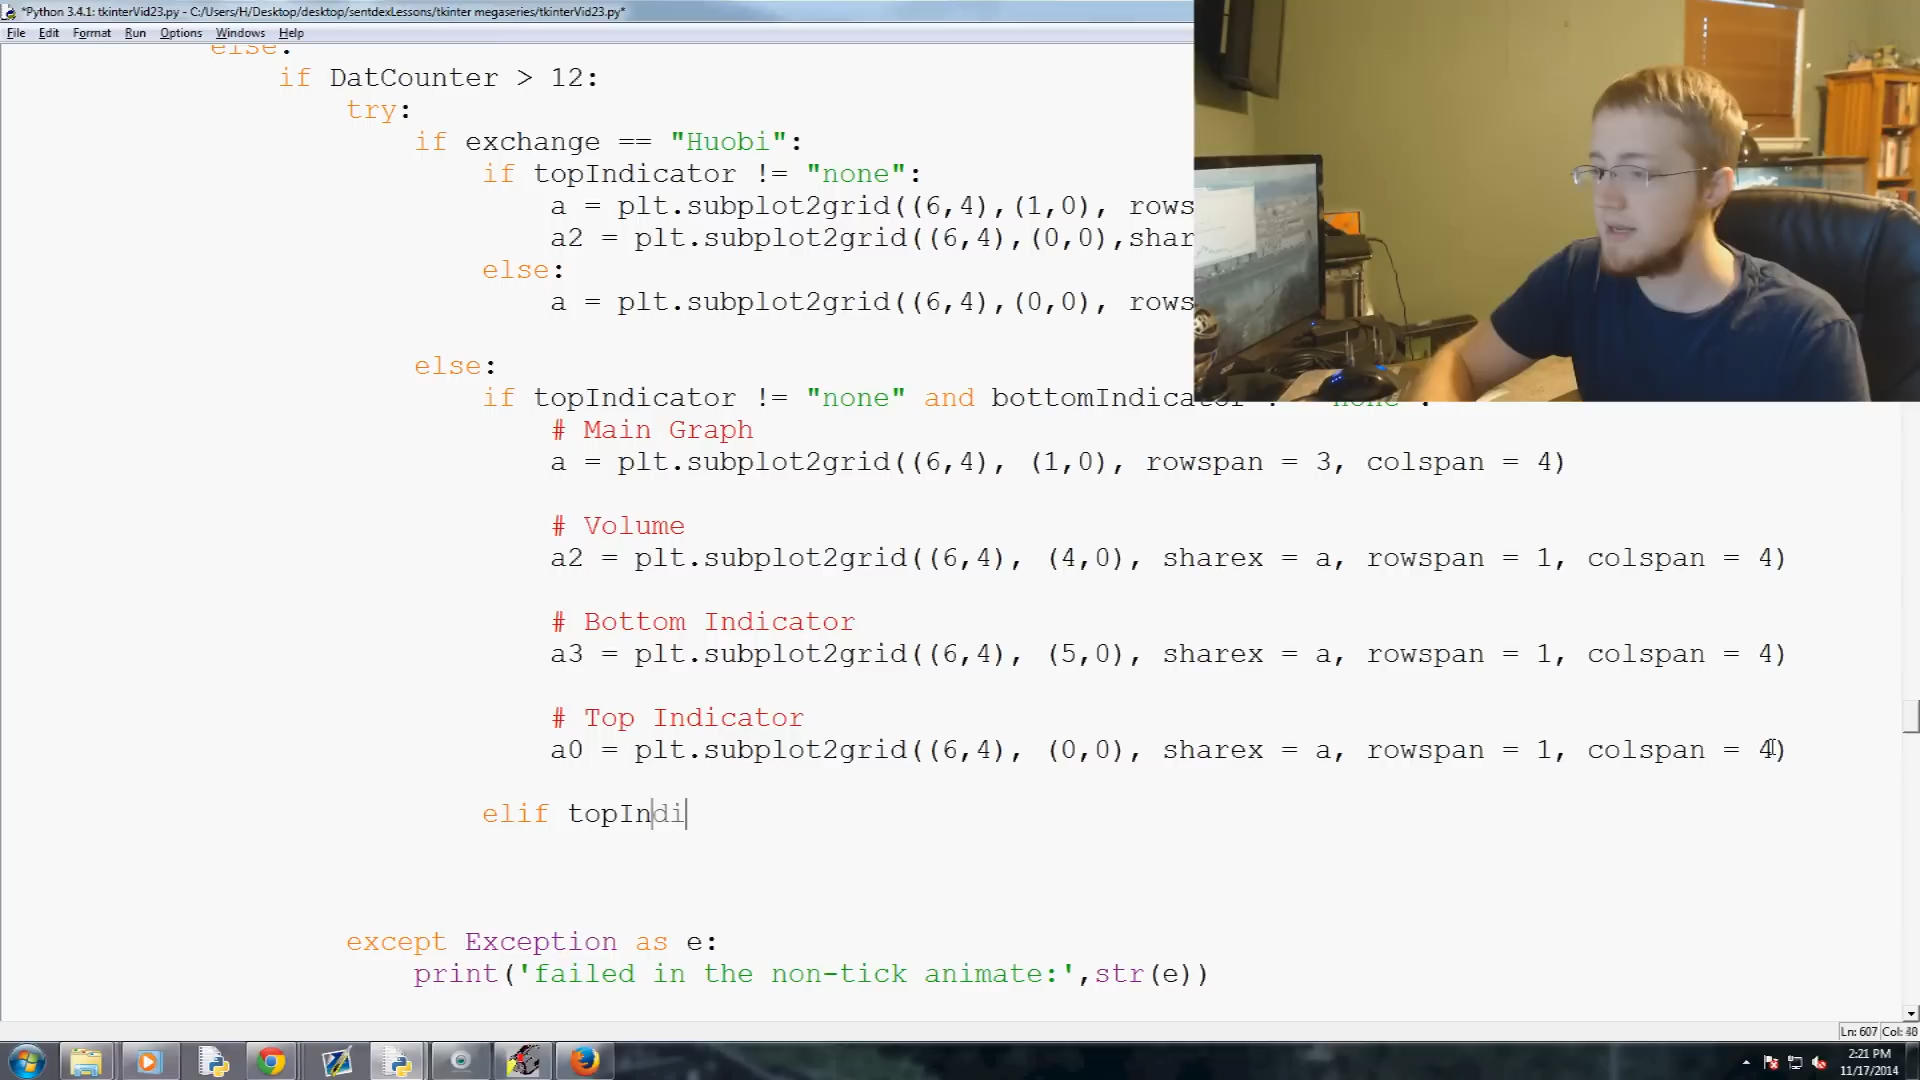 *Python 3.4.1: tkinterVid23.py - C:/Users/H/Desktop/desktop/sentdexLessons/tkinter megaseries/tkinterVid23.py*
File Edit Format Run Options Windows Help
else:
if DatCounter > 12:
try:
if exchange == "Huobi":
if topIndicator != "none":
a = plt.subplot2grid((6,4),(1,0), rows
a2 = plt.subplot2grid((6,4),(0,0),shar
else:
a = plt.subplot2grid((6,4),(0,0), rows
else:
if topIndicator != "none" and bottomIndicator != "none":
# Main Graph
a = plt.subplot2grid((6,4), (1,0), rowspan = 3, colspan = 4)
# Volume
a2 = plt.subplot2grid((6,4), (4,0), sharex = a, rowspan = 1, colspan = 4)
# Bottom Indicator
a3 = plt.subplot2grid((6,4), (5,0), sharex = a, rowspan = 1, colspan = 4)
# Top Indicator
a0 = plt.subplot2grid((6,4), (0,0), sharex = a, rowspan = 1, colspan = 4)
elif topIndi
except Exception as e:
print('failed in the non-tick animate:',str(e))
Ln: 607 Col:
2:21 PM
11/17/2014